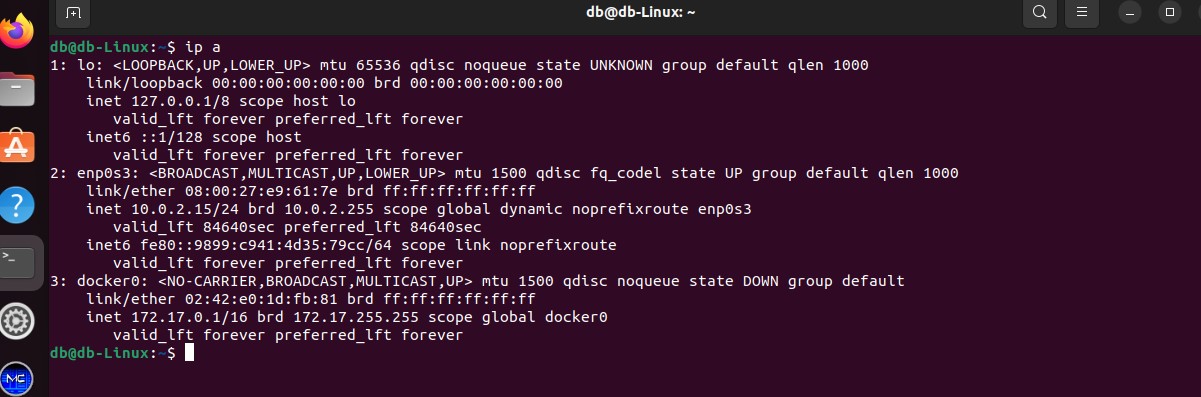 db@db-Linux: ~
db@db-Linux:~$ ip a
1: lo: <LOOPBACK,UP,LOWER_UP> mtu 65536 qdisc noqueue state UNKNOWN group default qlen 1000
    link/loopback 00:00:00:00:00:00 brd 00:00:00:00:00:00
    inet 127.0.0.1/8 scope host lo
       valid_lft forever preferred_lft forever
    inet6 ::1/128 scope host
       valid_lft forever preferred_lft forever
2: enp0s3: <BROADCAST,MULTICAST,UP,LOWER_UP> mtu 1500 qdisc fq_codel state UP group default qlen 1000
    link/ether 08:00:27:e9:61:7e brd ff:ff:ff:ff:ff:ff
    inet 10.0.2.15/24 brd 10.0.2.255 scope global dynamic noprefixroute enp0s3
       valid_lft 84640sec preferred_lft 84640sec
    inet6 fe80::9899:c941:4d35:79cc/64 scope link noprefixroute
       valid_lft forever preferred_lft forever
3: docker0: <NO-CARRIER,BROADCAST,MULTICAST,UP> mtu 1500 qdisc noqueue state DOWN group default
    link/ether 02:42:e0:1d:fb:81 brd ff:ff:ff:ff:ff:ff
    inet 172.17.0.1/16 brd 172.17.255.255 scope global docker0
       valid_lft forever preferred_lft forever
db@db-Linux:~$
MC